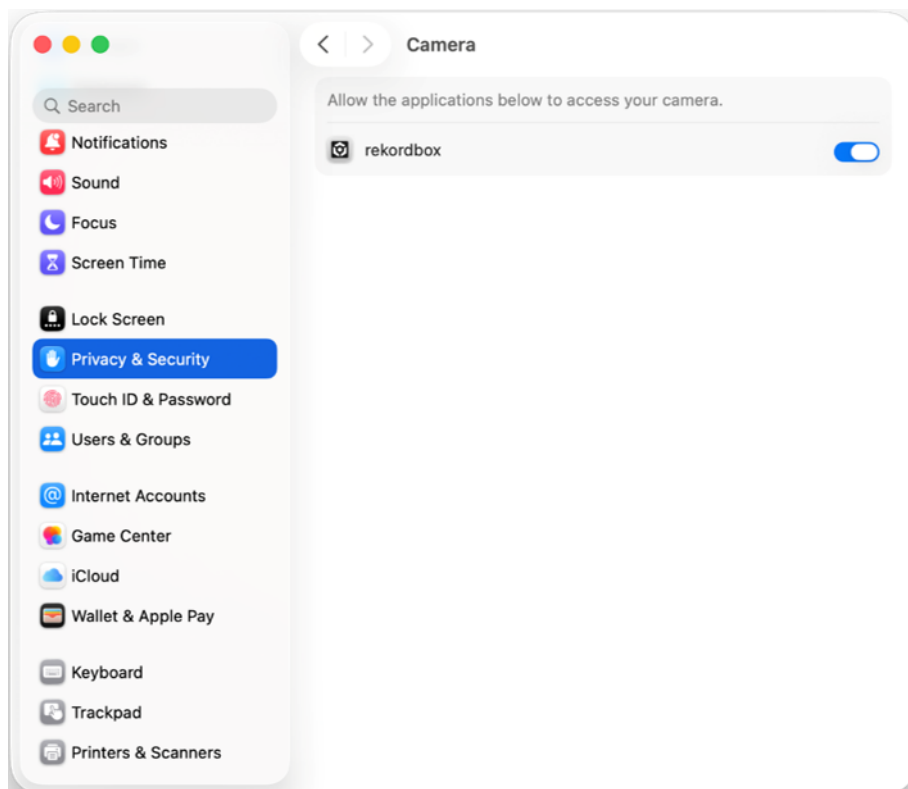 Camera
Search
Allow the applications below to access your camera.
rekordbox
Notifications
Sound
Focus
Screen Time
Lock Screen
Privacy & Security
Touch ID & Password
Users & Groups
Internet Accounts
Game Center
iCloud
Wallet & Apple Pay
Keyboard
Trackpad
Printers & Scanners